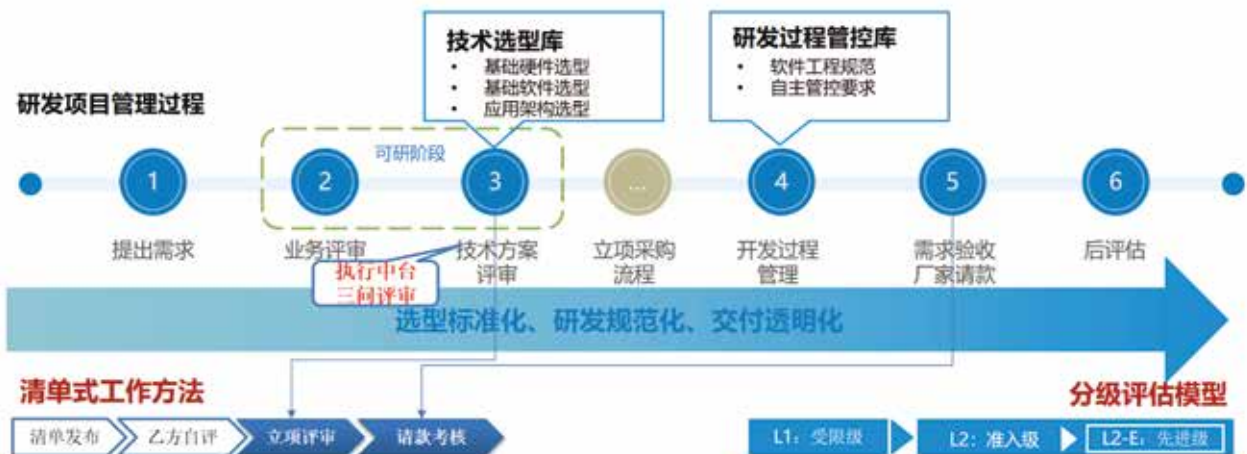 技术选型库
• 基础硬件选型
• 基础软件选型
• 应用架构选型
研发过程管控库
• 软件工程规范
• 自主管控要求
研发项目管理过程
可研阶段
1
2
3
...
4
5
6
提出需求
业务评审
技术方案
评审
立项采购
流程
开发过程
管理
需求验收
厂家请款
后评估
执行中台
三问评审
选型标准化、研发规范化、交付透明化
清单式工作方法
分级评估模型
清单发布
乙方自评
立项评审
请款考核
L1: 受限级
L2: 准入级
L2-E: 先进级